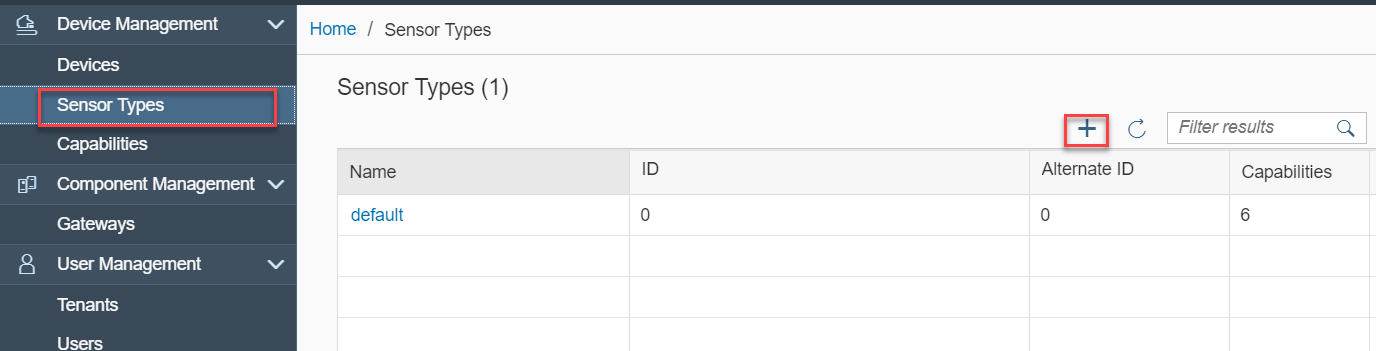 Device Management
Devices
Sensor Types
Capabilities
Component Management
Gateways
User Management
Tenants
Users
Home / Sensor Types
Sensor Types (1)
Filter results
Name ID Alternate ID Capabilities
default 0 0 6